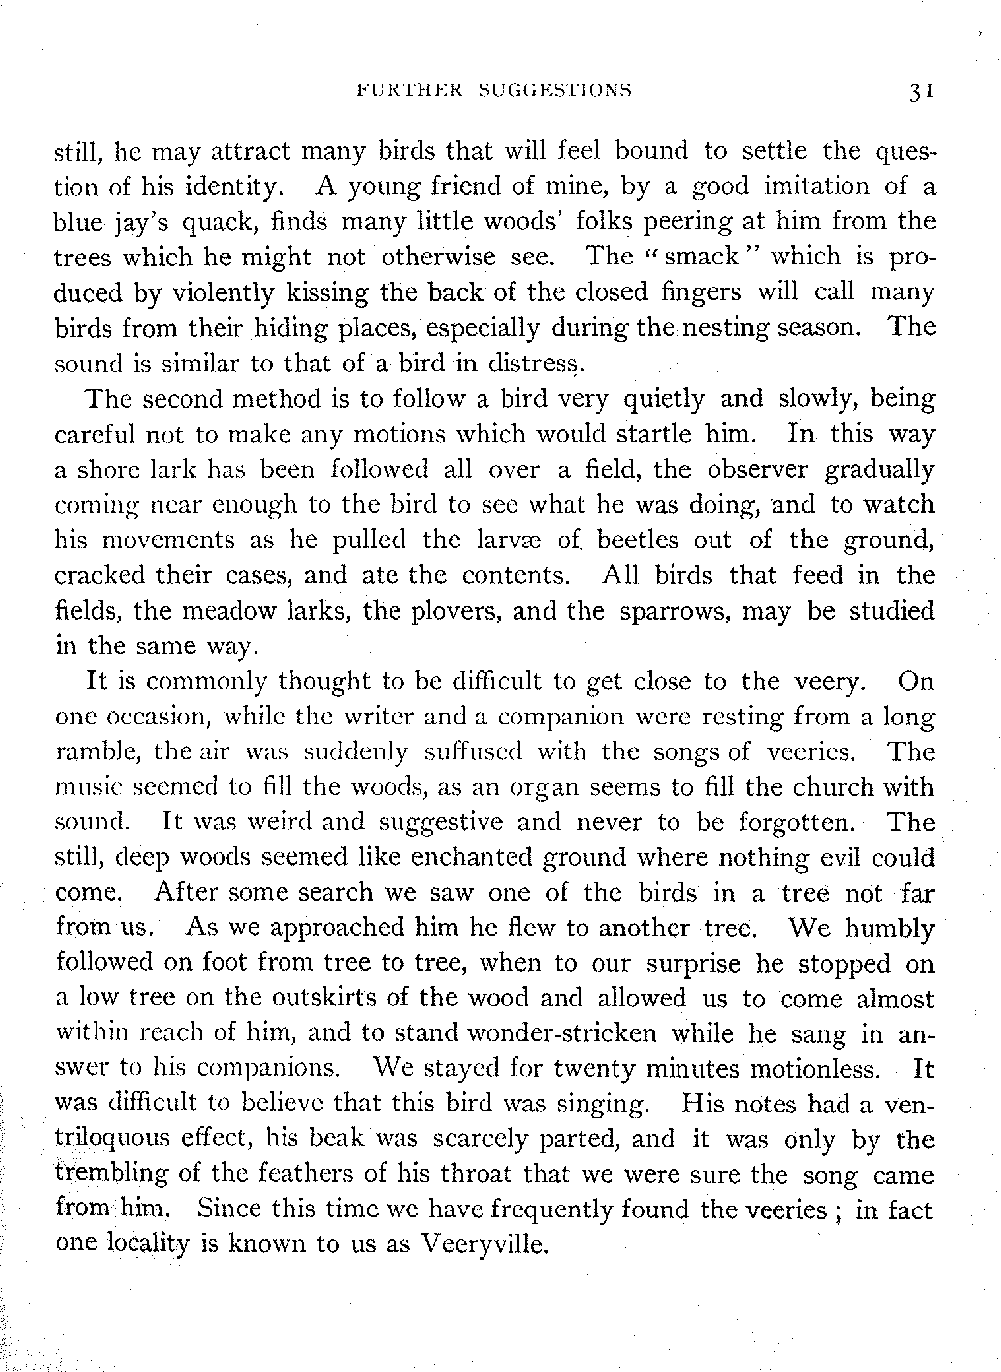 FURTHER SUGGESTIONS 31
still, he may attract many birds that will feel bound to settle the ques-
tion of his identity. A young friend of mine, by a good imitation of a
blue jay's quack, finds many little woods' folks peering at him from the
trees which he might not otherwise see. The "smack" which is pro-
duced by violently kissing the back of the closed fingers will call many
birds from their hiding places, especially during the nesting season. The
sound is similar to that of a bird in distress.
The second method is to follow a bird very quietly and slowly, being
careful not to make any motions which would startle him. In this way
a shore lark has been followed all over a field, the observer gradually
coming near enough to the bird to see what he was doing, and to watch
his movements as he pulled the larvæ of beetles out of the ground,
cracked their cases, and ate the contents. All birds that feed in the
fields, the meadow larks, the plovers, and the sparrows, may be studied
in the same way.
It is commonly thought to be difficult to get close to the veery. On
one occasion, while the writer and a companion were resting from a long
ramble, the air was suddenly suffused with the songs of veeries. The
music seemed to fill the woods, as an organ seems to fill the church with
sound. It was weird and suggestive and never to be forgotten. The
still, deep woods seemed like enchanted ground where nothing evil could
come. After some search we saw one of the birds in a tree not far
from us. As we approached him he flew to another tree. We humbly
followed on foot from tree to tree, when to our surprise he stopped on
a low tree on the outskirts of the wood and allowed us to come almost
within reach of him, and to stand wonder-stricken while he sang in an-
swer to his companions. We stayed for twenty minutes motionless. It
was difficult to believe that this bird was singing. His notes had a ven-
triloquous effect, his beak was scarcely parted, and it was only by the
trembling of the feathers of his throat that we were sure the song came
from him. Since this time we have frequently found the veeries; in fact
one locality is known to us as Veeryville.